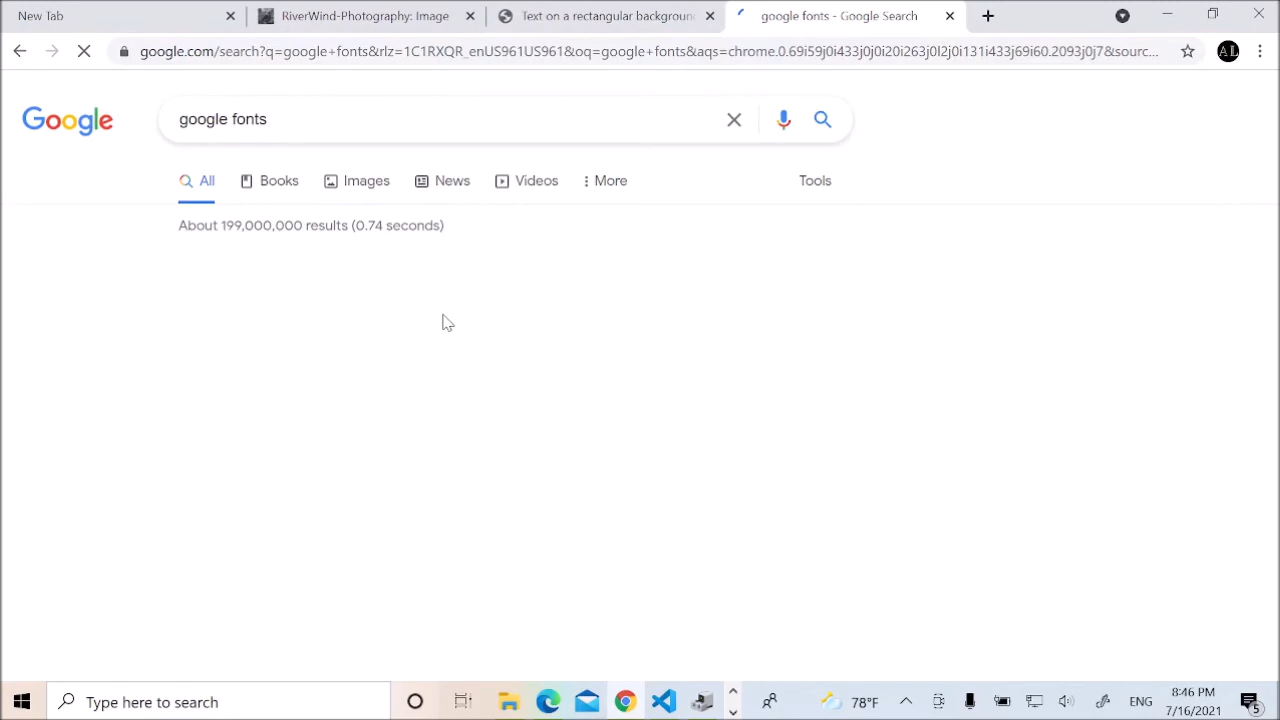 New Tab
RiverWind-Photography: Image
Text on a rectangular background
google fonts - Google Search
google.com/search?q=google+fonts&rlz=1C1RXQR_enUS961US961&oq=google+fonts&aqs=chrome.0.69i59j0i433j0j0i20i263j0l2j0i131i433j69i60.2093j0j7&sourc...
AL
Google
google fonts
All
Books
Images
News
Videos
More
Tools
About 199,000,000 results (0.74 seconds)
Type here to search
78°F
ENG
8:46 PM
7/16/2021
5